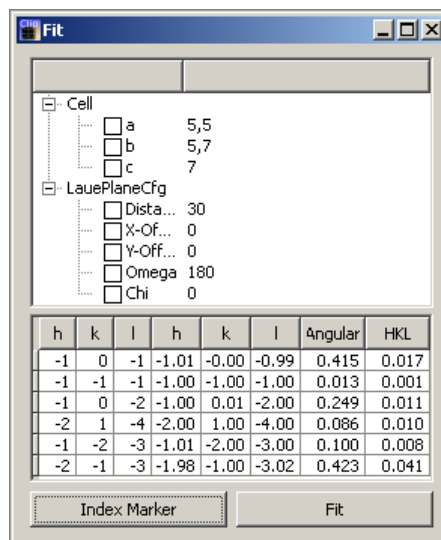 Clip Fit
Cell
a 5,5
b 5,7
c 7
LauePlaneCfg
Dista... 30
X-Of... 0
Y-Off... 0
Omega 180
Chi 0
h k l h k l Angular HKL
-1 0 -1 -1.01 -0.00 -0.99 0.415 0.017
-1 -1 -1 -1.00 -1.00 -1.00 0.013 0.001
-1 0 -2 -1.00 0.01 -2.00 0.249 0.011
-2 1 -4 -2.00 1.00 -4.00 0.086 0.010
-1 -2 -3 -1.01 -2.00 -3.00 0.100 0.008
-2 -1 -3 -1.98 -1.00 -3.02 0.423 0.041
Index Marker Fit